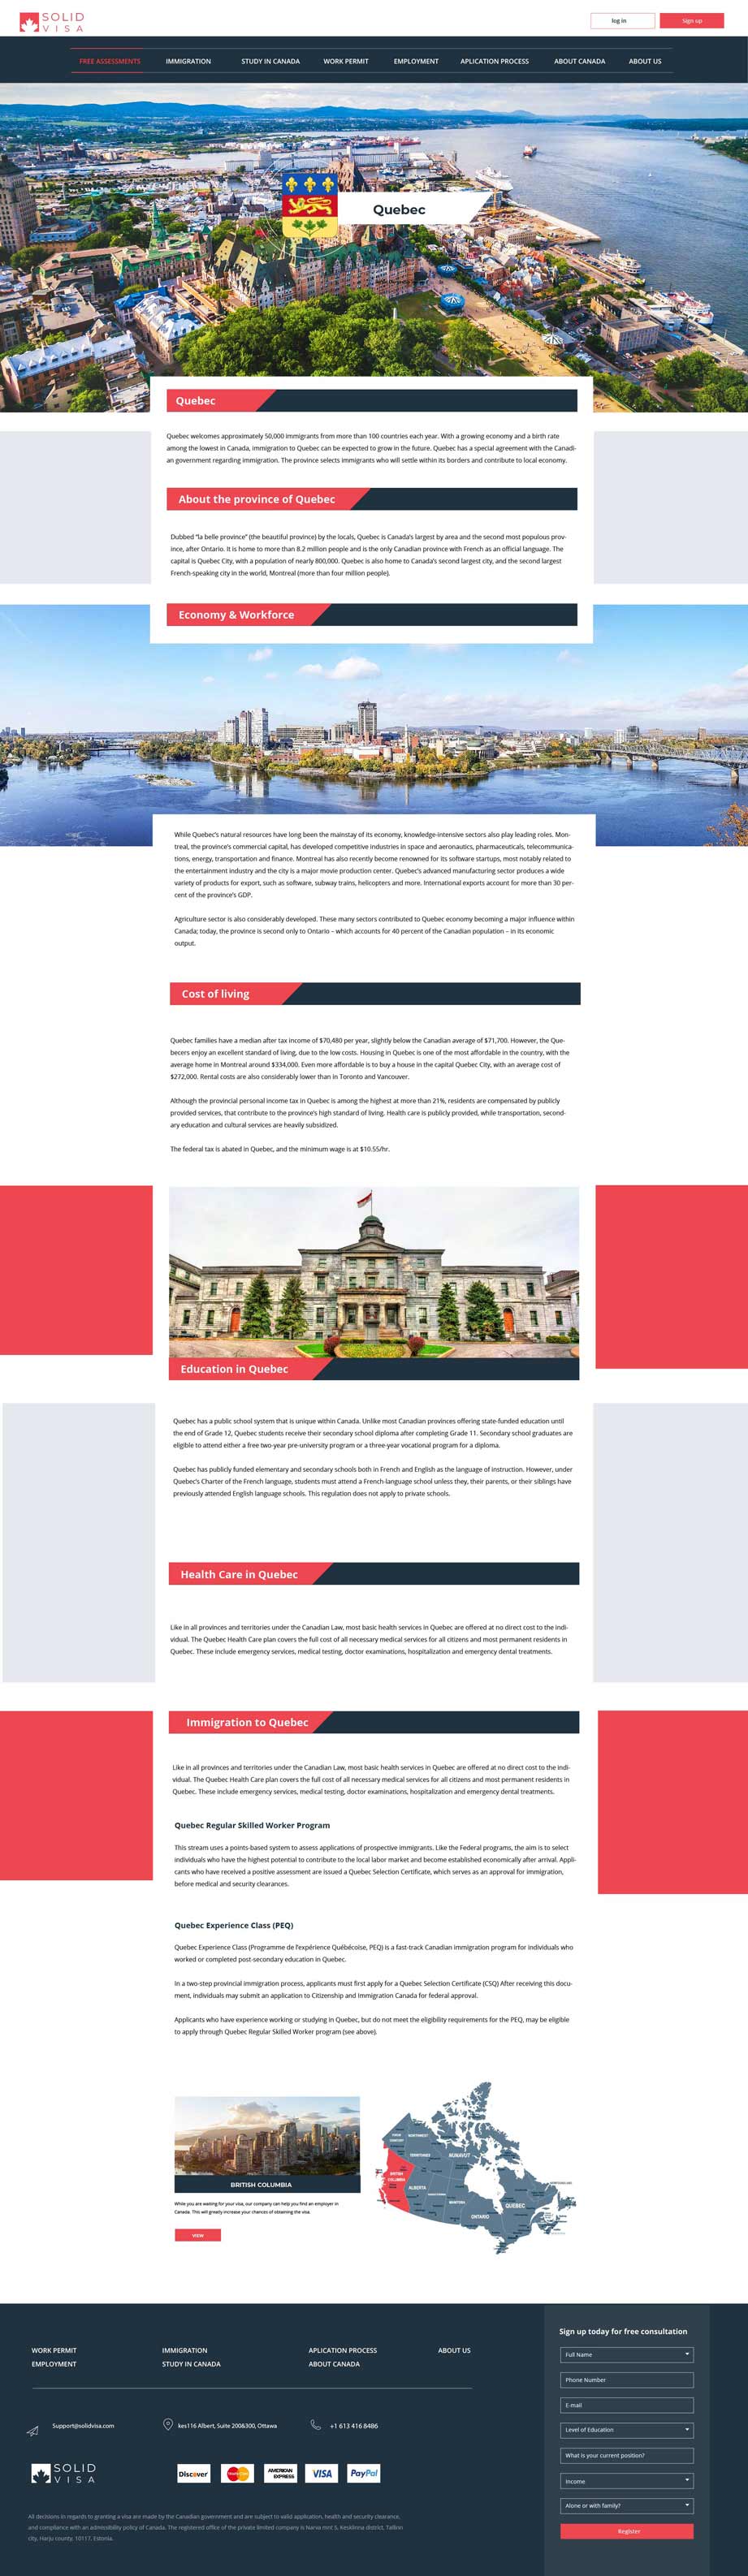 SOLID
VISA
log in
Sign up
FREE ASSESSMENTS IMMIGRATION STUDY IN CANADA WORK PERMIT EMPLOYMENT APLICATION PROCESS ABOUT CANADA ABOUT US
Quebec
Quebec
Quebec welcomes approximately 50,000 immigrants from more than 100 countries each year. With a growing economy and a birth rate
among the lowest in Canada, immigration to Quebec can be expected to grow in the future. Quebec has a special agreement with the Canadi-
an government regarding immigration. The province selects immigrants who will settle within its borders and contribute to local economy.
About the province of Quebec
Dubbed "la belle province" (the beautiful province) by the locals, Quebec is Canada's largest by area and the second most populous prov-
ince, after Ontario. It is home to more than 8.2 million people and is the only Canadian province with French as an official language. The
capital is Quebec City, with a population of nearly 800,000. Quebec is also home to Canada's second largest city, and the second largest
French-speaking city in the world, Montreal (more than four million people).
Economy & Workforce
While Quebec's natural resources have long been the mainstay of its economy, knowledge-intensive sectors also play leading roles. Mon-
treal, the province's commercial capital, has developed competitive industries in space and aeronautics, pharmaceuticals, telecommunica-
tions, energy, transportation and finance. Montreal has also recently become renowned for its software startups, most notably related to
the entertainment industry and the city is a major movie production center. Quebec's advanced manufacturing sector produces a wide
variety of products for export, such as software, subway trains, helicopters and more. International exports account for more than 30 per-
cent of the province's GDP.
Agriculture sector is also considerably developed. These many sectors contributed to Quebec economy becoming a major influence within
Canada; today, the province is second only to Ontario – which accounts for 40 percent of the Canadian population – in its economic
output.
Cost of living
Quebec families have a median after tax income of $70,480 per year, slightly below the Canadian average of $71,700. However, the Que-
becers enjoy an excellent standard of living, due to the low costs. Housing in Quebec is one of the most affordable in the country, with the
average home in Montreal around $334,000. Even more affordable is to buy a house in the capital Quebec City, with an average cost of
$272,000. Rental costs are also considerably lower than in Toronto and Vancouver.
Although the provincial personal income tax in Quebec is among the highest at more than 21%, residents are compensated by publicly
provided services, that contribute to the province's high standard of living. Health care is publicly provided, while transportation, second-
ary education and cultural services are heavily subsidized.
The federal tax is abated in Quebec, and the minimum wage is at $10.55/hr.
Education in Quebec
Quebec has a public school system that is unique within Canada. Unlike most Canadian provinces offering state-funded education until
the end of Grade 12, Quebec students receive their secondary school diploma after completing Grade 11. Secondary school graduates are
eligible to attend either a free two-year pre-university program or a three-year vocational program for a diploma.
Quebec has publicly funded elementary and secondary schools both in French and English as the language of instruction. However, under
Quebec's Charter of the French language, students must attend a French-language school unless they, their parents, or their siblings have
previously attended English language schools. This regulation does not apply to private schools.
Health Care in Quebec
Like in all provinces and territories under the Canadian Law, most basic health services in Quebec are offered at no direct cost to the indi-
vidual. The Quebec Health Care plan covers the full cost of all necessary medical services for all citizens and most permanent residents in
Quebec. These include emergency services, medical testing, doctor examinations, hospitalization and emergency dental treatments.
Immigration to Quebec
Like in all provinces and territories under the Canadian Law, most basic health services in Quebec are offered at no direct cost to the indi-
vidual. The Quebec Health Care plan covers the full cost of all necessary medical services for all citizens and most permanent residents in
Quebec. These include emergency services, medical testing, doctor examinations, hospitalization and emergency dental treatments.
Quebec Regular Skilled Worker Program
This stream uses a points-based system to assess applications of prospective immigrants. Like the Federal programs, the aim is to select
individuals who have the highest potential to contribute to the local labor market and become established economically after arrival. Appli-
cants who have received a positive assessment are issued a Quebec Selection Certificate, which serves as an approval for immigration,
before medical and security clearances.
Quebec Experience Class (PEQ)
Quebec Experience Class (Programme de l'expérience Québécoise, PEQ) is a fast-track Canadian immigration program for individuals who
worked or completed post-secondary education in Quebec.
In a two-step provincial immigration process, applicants must first apply for a Quebec Selection Certificate (CSQ) After receiving this docu-
ment, individuals may submit an application to Citizenship and Immigration Canada for federal approval.
Applicants who have experience working or studying in Quebec, but do not meet the eligibility requirements for the PEQ, may be eligible
to apply through Quebec Regular Skilled Worker program (see above).
BRITISH COLUMBIA
While you are waiting for your visa, our company can help you find an employer in
Canada. This will greatly increase your chances of obtaining the visa.
VIEW
NUNAVUT
BRITISH
COLUMBIA
ALBERTA
ONTARIO
QUEBEC
WORK PERMIT IMMIGRATION APLICATION PROCESS ABOUT US
EMPLOYMENT STUDY IN CANADA ABOUT CANADA
Support@solidvisa.com
kes116 Albert, Suite 200&300, Ottawa
+1 613 416 8486
SOLID
VISA
Discover
AMERICAN
EXPRESS
VISA
PayPal
All decisions in regards to granting a visa are made by the Canadian government and are subject to valid application, health and security clearance,
and compliance with an admissibility policy of Canada. The registered office of the private limited company is Narva mnt 5, Kesklinna district, Tallinn
city, Harju county, 10117, Estonia.
Sign up today for free consultation
Full Name
Phone Number
E-mail
Level of Education
What is your current position?
Income
Alone or with family?
Register